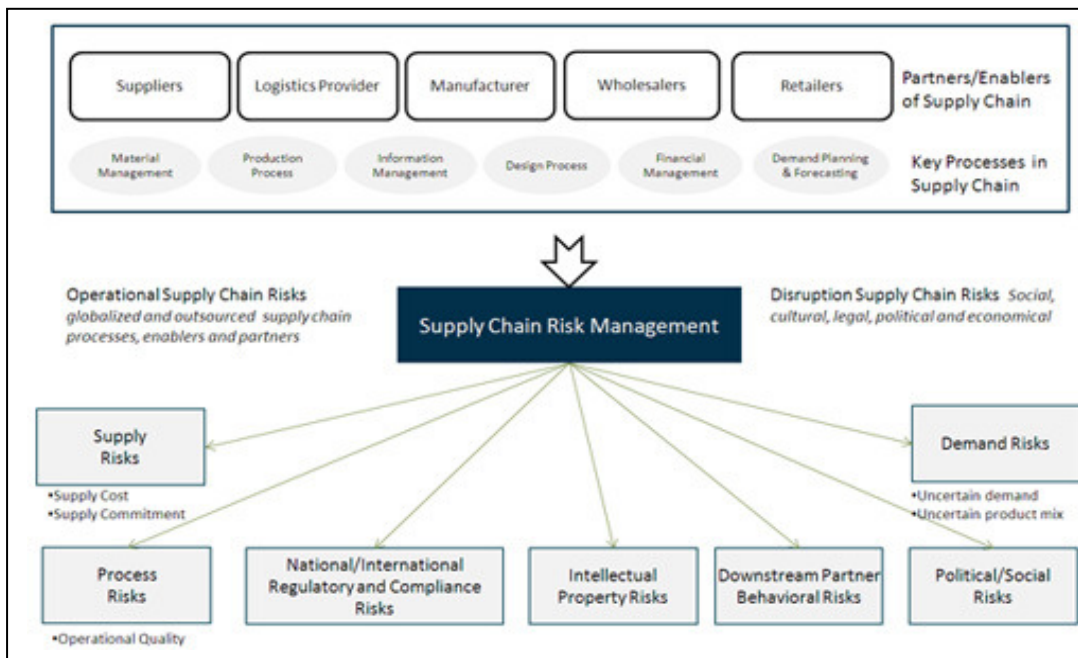 Suppliers
Logistics Provider
Manufacturer
Wholesalers
Retailers
Partners/Enablers
of Supply Chain
Material
Management
Production
Process
Information
Management
Design Process
Financial
Management
Demand Planning
& Forecasting
Key Processes in
Supply Chain
Operational Supply Chain Risks
globalized and outsourced supply chain
processes, enablers and partners
Supply Chain Risk Management
Disruption Supply Chain Risks Social,
cultural, legal, political and economical
Supply
Risks
•Supply Cost
•Supply Commitment
Demand Risks
•Uncertain demand
•Uncertain product mix
Process
Risks
•Operational Quality
National/International
Regulatory and Compliance
Risks
Intellectual
Property Risks
Downstream Partner
Behavioral Risks
Political/Social
Risks